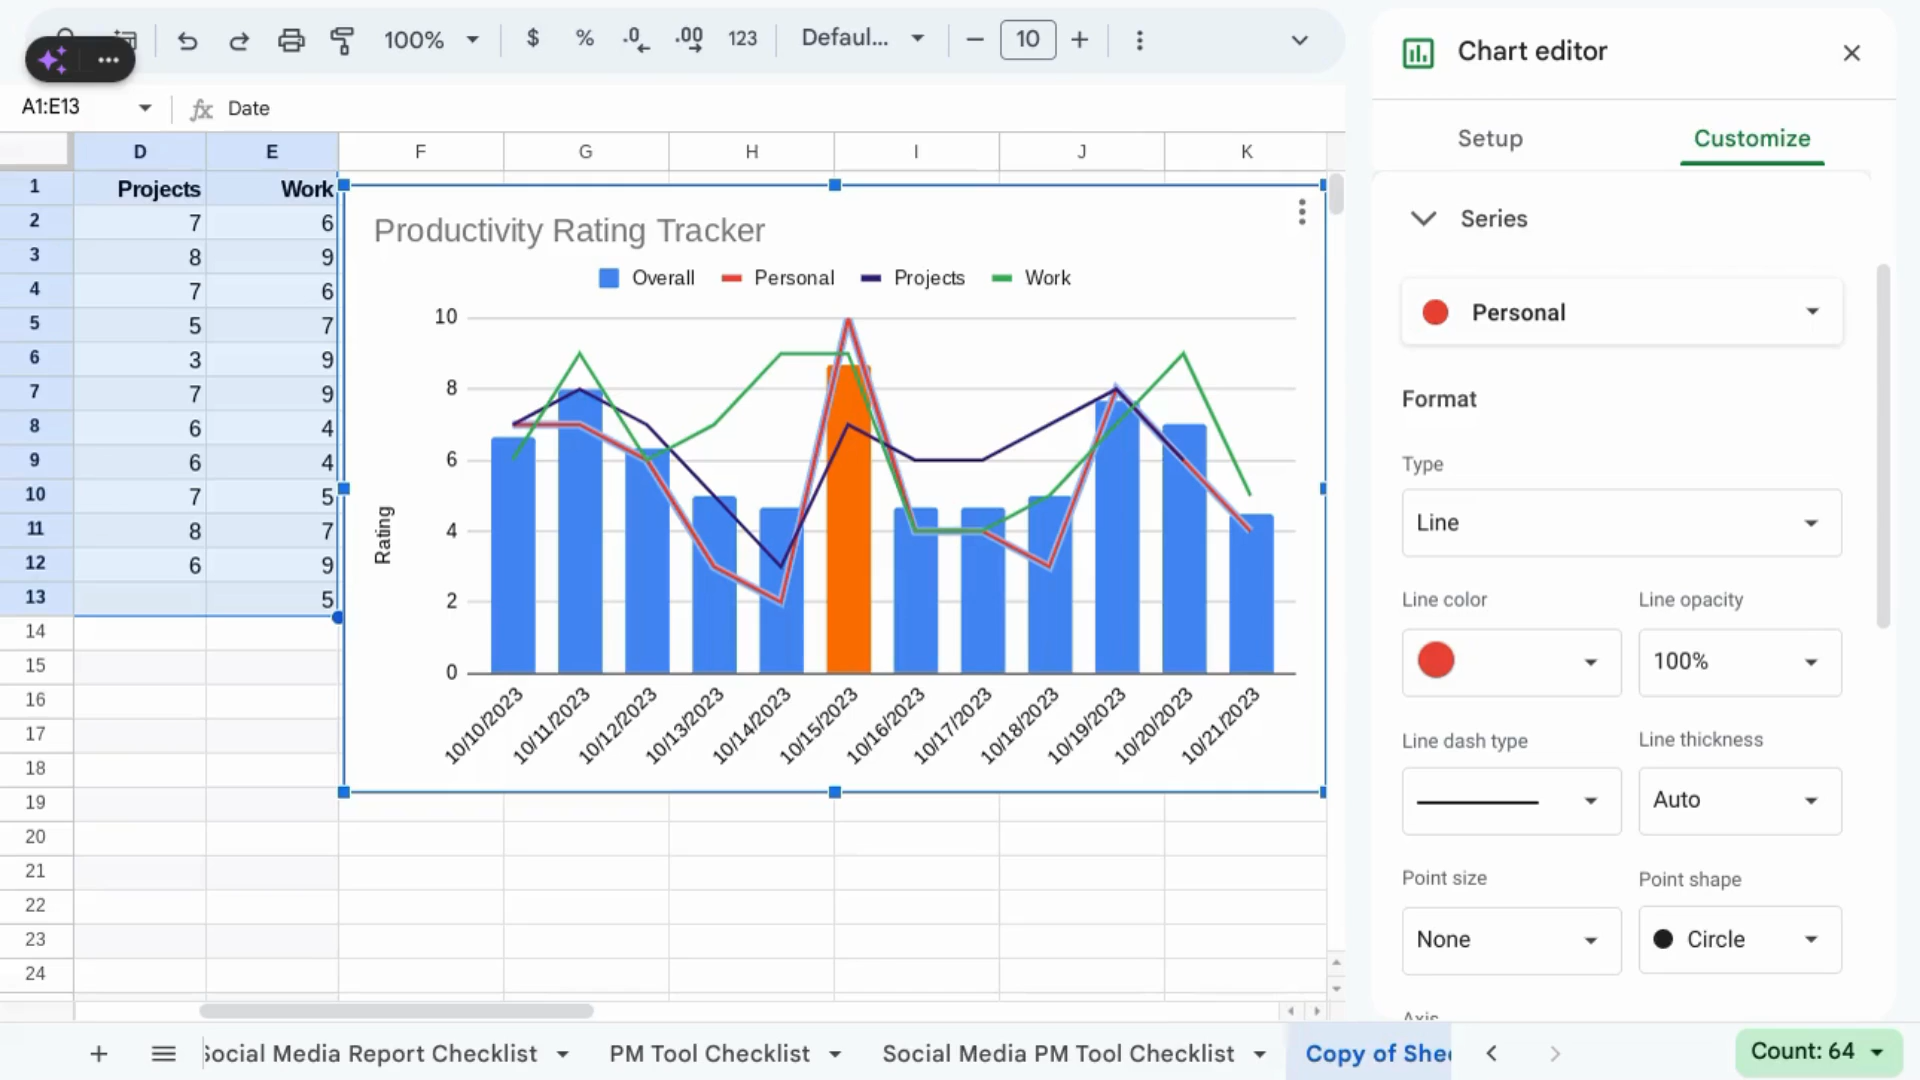 100%
$ % .0 .00 123
Defaul...
10
A1:E13
Date
D E F G H I J K
1 Projects Work
2 7 6
3 8 9
4 7 6
5 5 7
6 3 9
7 7 9
8 6 4
9 6 4
10 7 5
11 8 7
12 6 9
13 5
14
15
16
17
18
19
20
21
22
23
24
Productivity Rating Tracker
Overall Personal Projects Work
10
8
6
4
2
0
Rating
10/10/2023 10/11/2023 10/12/2023 10/13/2023 10/14/2023 10/15/2023 10/16/2023 10/17/2023 10/18/2023 10/19/2023 10/20/2023 10/21/2023
Chart editor
Setup Customize
Series
Personal
Format
Type
Line
Line color Line opacity
100%
Line dash type Line thickness
Auto
Point size Point shape
None Circle
Axis
Social Media Report Checklist PM Tool Checklist Social Media PM Tool Checklist Copy of Shee
Count: 64